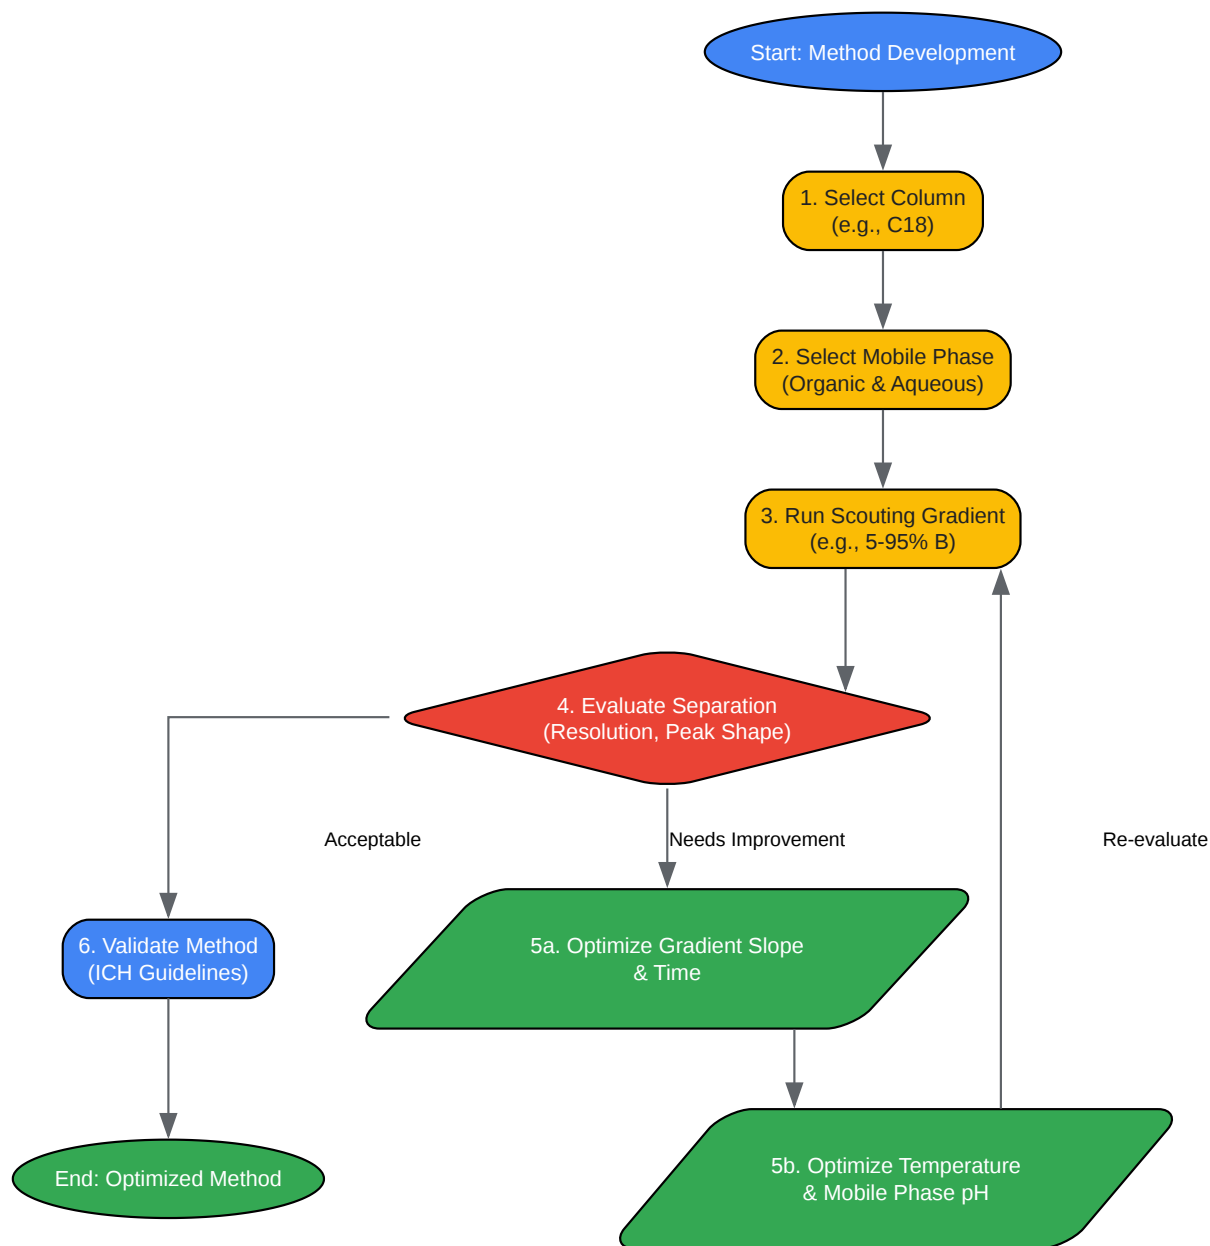 Start: Method Development
1. Select Column
(e.g., C18)
2. Select Mobile Phase
(Organic & Aqueous)
3. Run Scouting Gradient
(e.g., 5-95% B)
4. Evaluate Separation
(Resolution, Peak Shape)
Acceptable
Needs Improvement
Re-evaluate
6. Validate Method
(ICH Guidelines)
5a. Optimize Gradient Slope
& Time
End: Optimized Method
5b. Optimize Temperature
& Mobile Phase pH